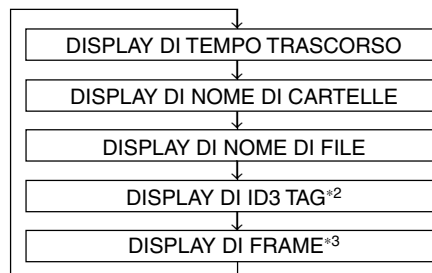 DISPLAY DI TEMPO TRASCORSO
DISPLAY DI NOME DI CARTELLE
DISPLAY DI NOME DI FILE
DISPLAY DI ID3 TAG*2
DISPLAY DI FRAME*3